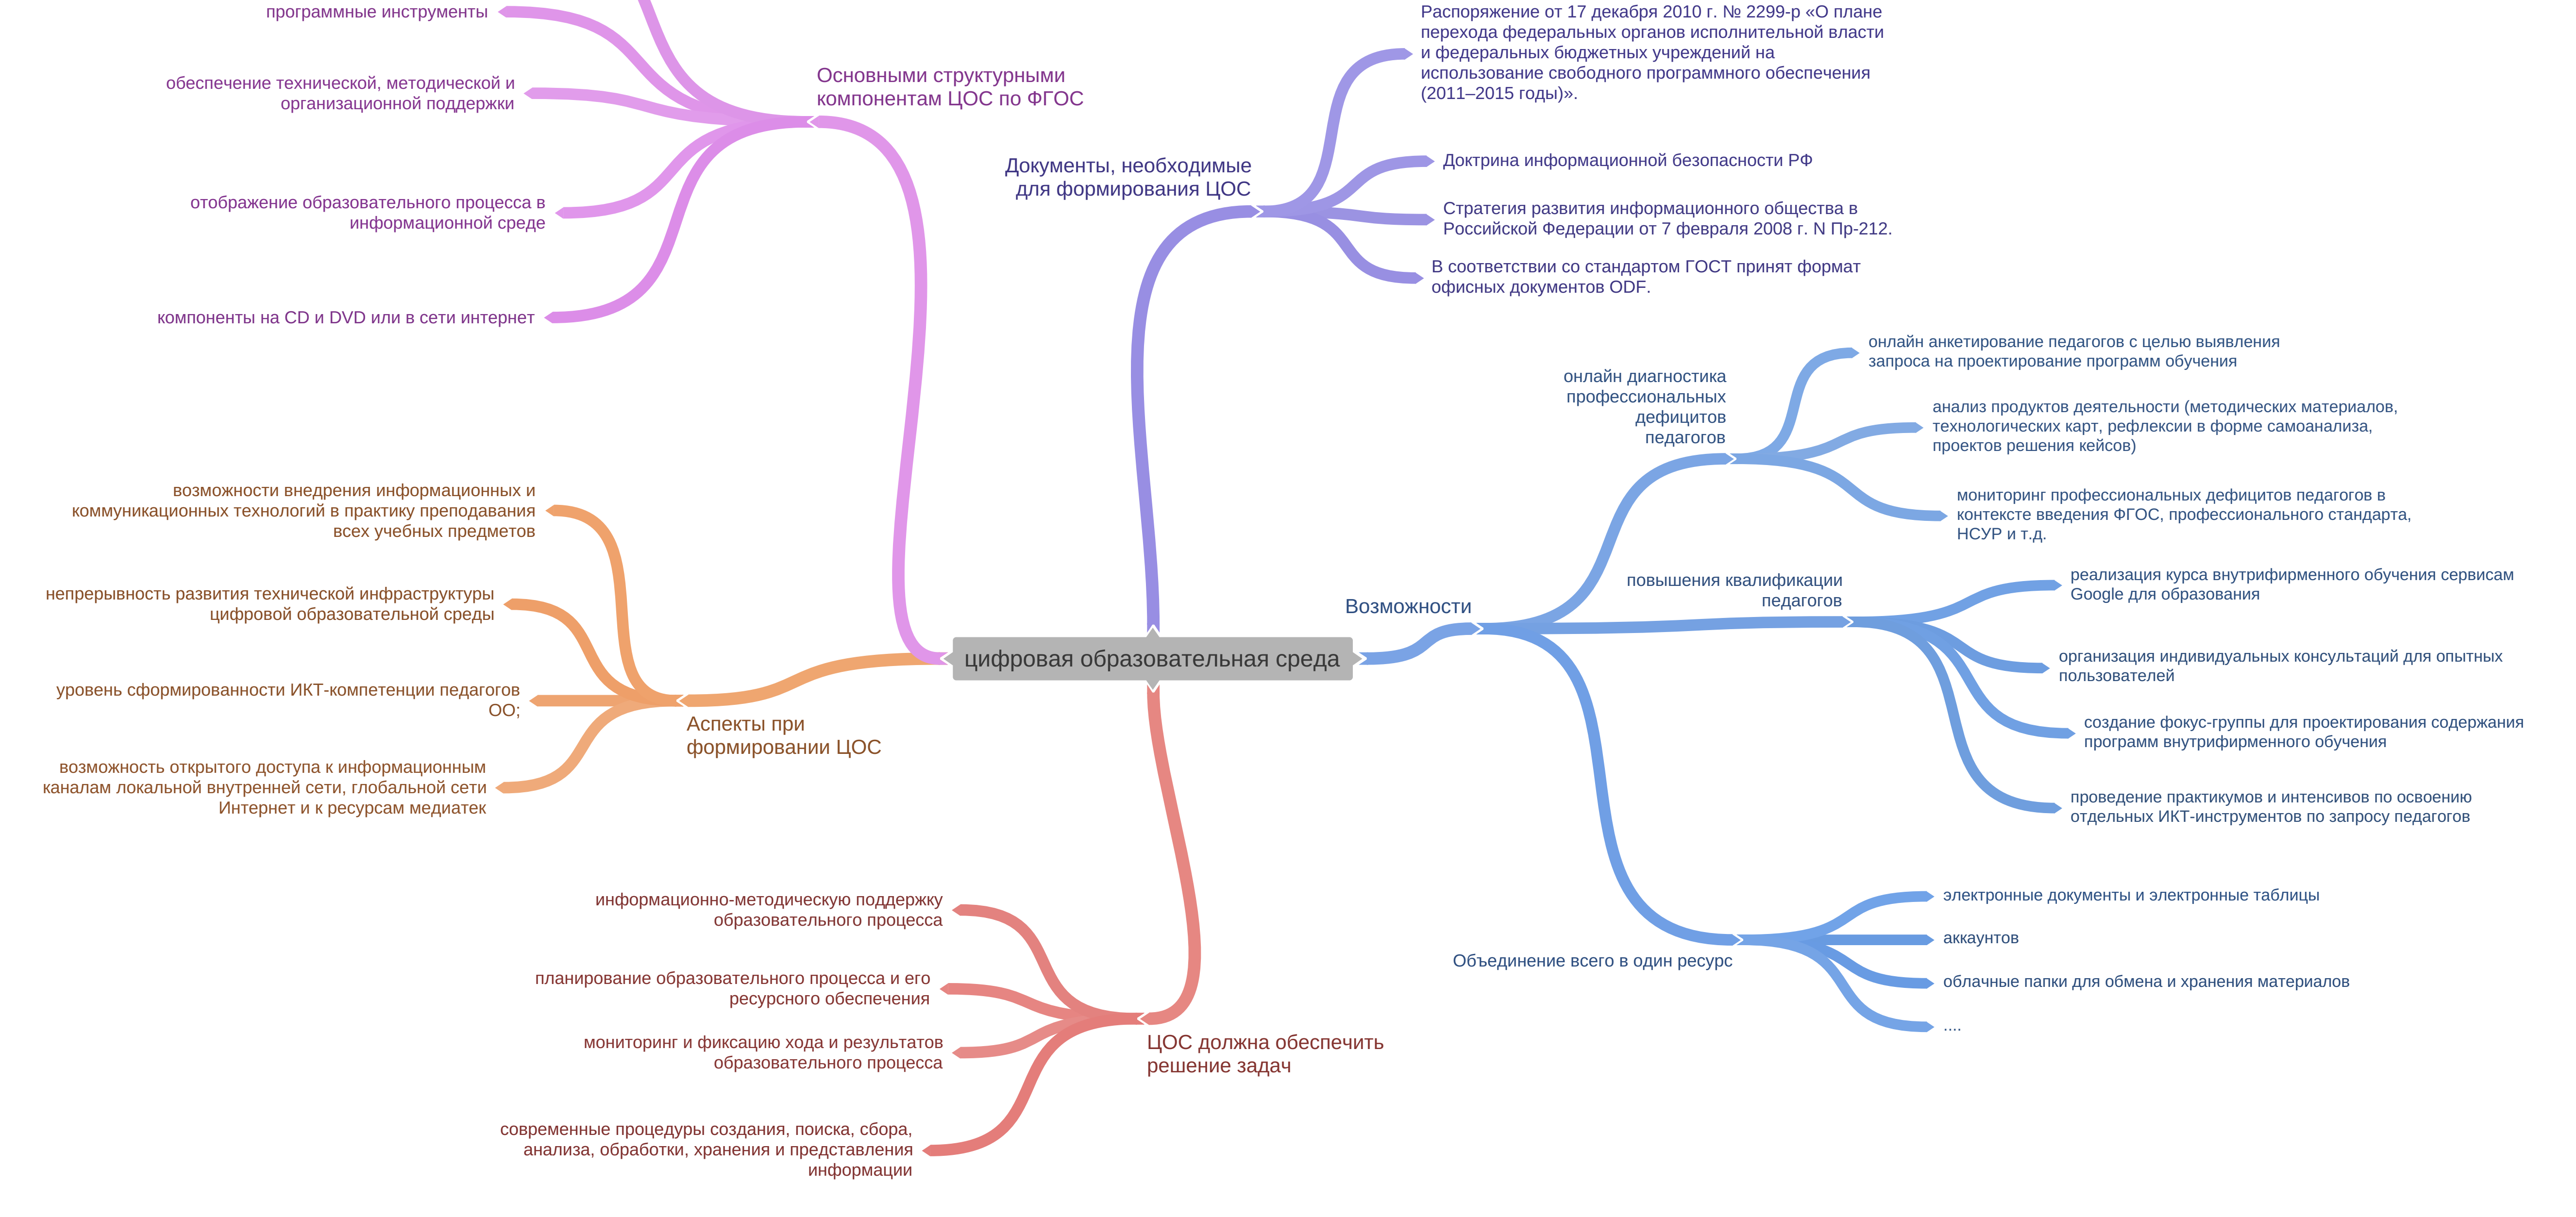 программные инструменты
обеспечение технической, методической и
организационной поддержки
отображение образовательного процесса в
информационной среде
компоненты на CD и DVD или в сети интернет
Основными структурными
компонентам ЦОС по ФГОС
Документы, необходимые
для формирования ЦОС
Распоряжение от 17 декабря 2010 г. № 2299-р «О плане
перехода федеральных органов исполнительной власти
и федеральных бюджетных учреждений на
использование свободного программного обеспечения
(2011–2015 годы)».
Доктрина информационной безопасности РФ
Стратегия развития информационного общества в
Российской Федерации от 7 февраля 2008 г. N Пр-212.
В соответствии со стандартом ГОСТ принят формат
офисных документов ODF.
онлайн диагностика
профессиональных
дефицитов
педагогов
онлайн анкетирование педагогов с целью выявления
запроса на проектирование программ обучения
анализ продуктов деятельности (методических материалов,
технологических карт, рефлексии в форме самоанализа,
проектов решения кейсов)
мониторинг профессиональных дефицитов педагогов в
контексте введения ФГОС, профессионального стандарта,
НСУР и т.д.
Возможности
повышения квалификации
педагогов
реализация курса внутрифирменного обучения сервисам
Google для образования
организация индивидуальных консультаций для опытных
пользователей
создание фокус-группы для проектирования содержания
программ внутрифирменного обучения
проведение практикумов и интенсивов по освоению
отдельных ИКТ-инструментов по запросу педагогов
Объединение всего в один ресурс
электронные документы и электронные таблицы
аккаунтов
облачные папки для обмена и хранения материалов
....
цифровая образовательная среда
возможности внедрения информационных и
коммуникационных технологий в практику преподавания
всех учебных предметов
непрерывность развития технической инфраструктуры
цифровой образовательной среды
уровень сформированности ИКТ-компетенции педагогов
ОО;
возможность открытого доступа к информационным
каналам локальной внутренней сети, глобальной сети
Интернет и к ресурсам медиатек
Аспекты при
формировании ЦОС
информационно-методическую поддержку
образовательного процесса
планирование образовательного процесса и его
ресурсного обеспечения
мониторинг и фиксацию хода и результатов
образовательного процесса
современные процедуры создания, поиска, сбора,
анализа, обработки, хранения и представления
информации
ЦОС должна обеспечить
решение задач